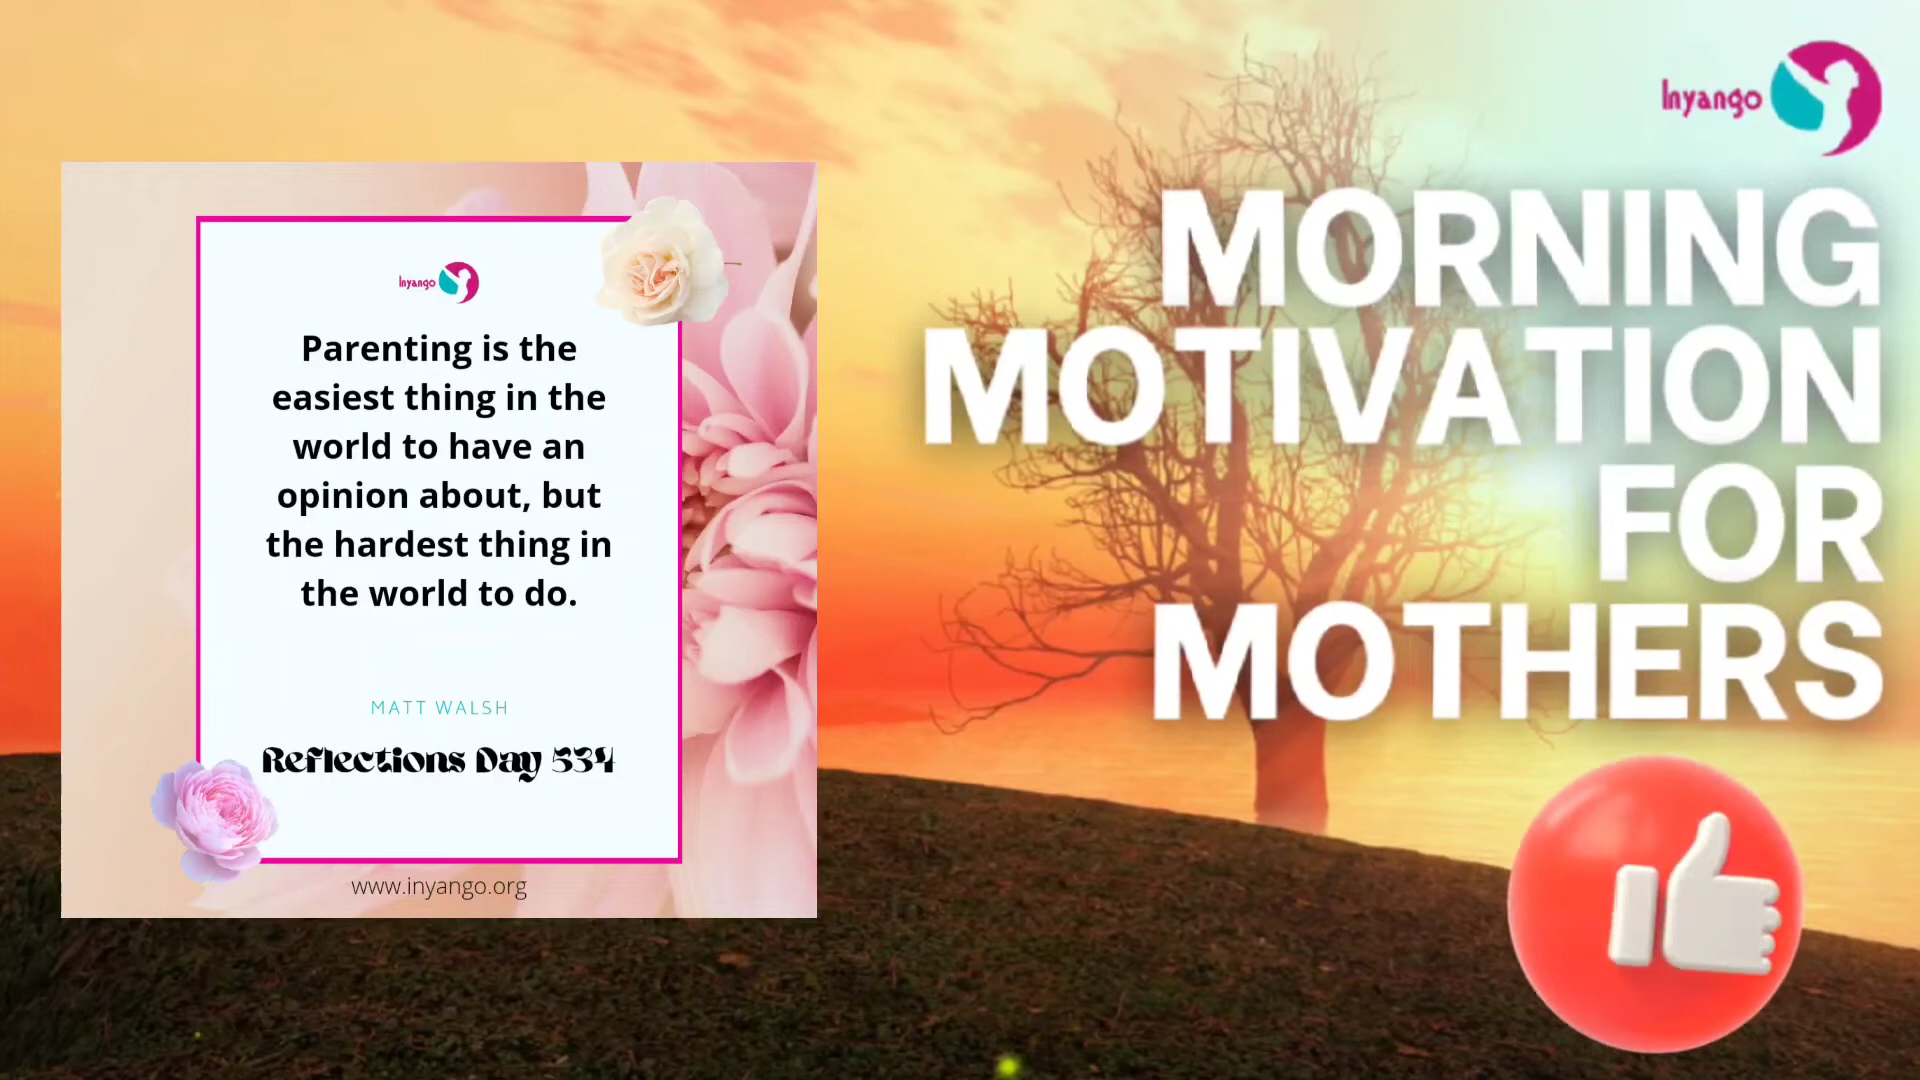 Inyango
Parenting is the
easiest thing in the
world to have an
opinion about, but
the hardest thing in
the world to do.
MATT WALSH
Reflections Day 534
www.inyango.org
Inyango
MORNING
MOTIVATION
FOR
MOTHERS